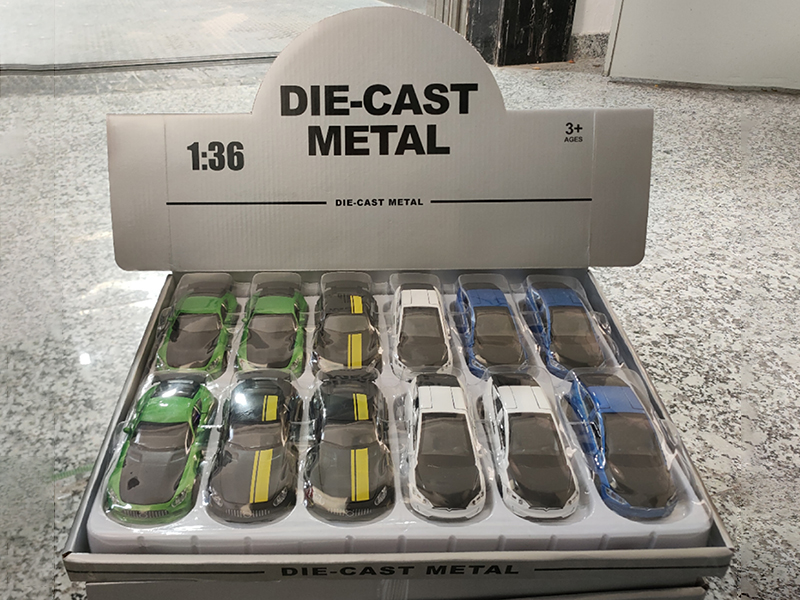 DIE-CAST
METAL
1:36
3+
AGES
DIE-CAST METAL
DIE-CAST METAL